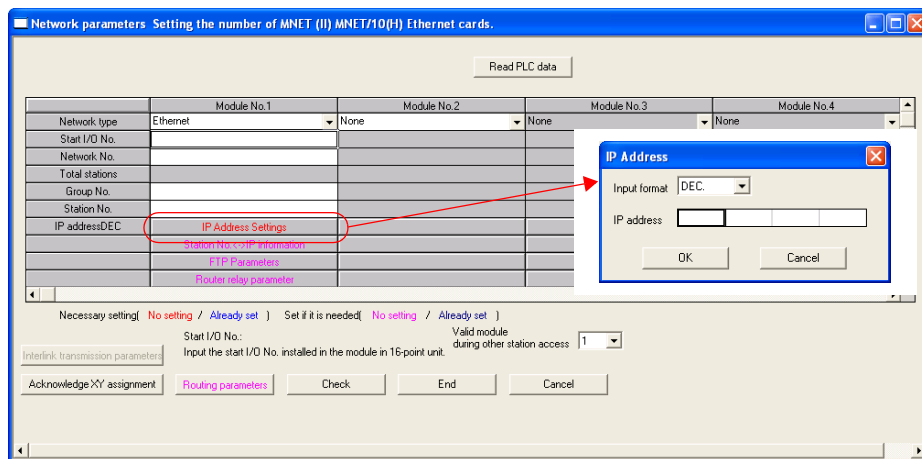 Network parameters Setting the number of MNET (II) MNET/10(H) Ethernet cards.
Read PLC data
Module No.1 Module No.2 Module No.3 Module No.4
Network type Ethernet None None None
Start I/O No.
Network No.
Total stations
Group No.
Station No.
IP addressDEC IP Address Settings
Station No.<->IP information
FTP Parameters
Router relay parameter
IP Address
Input format DEC.
IP address
OK Cancel
Necessary setting( No setting / Already set ) Set if it is needed( No setting / Already set )
Start I/O No.:
Input the start I/O No. installed in the module in 16-point unit.
Valid module
during other station access 1
Interlink transmission parameters
Acknowledge XY assignment Routing parameters Check End Cancel